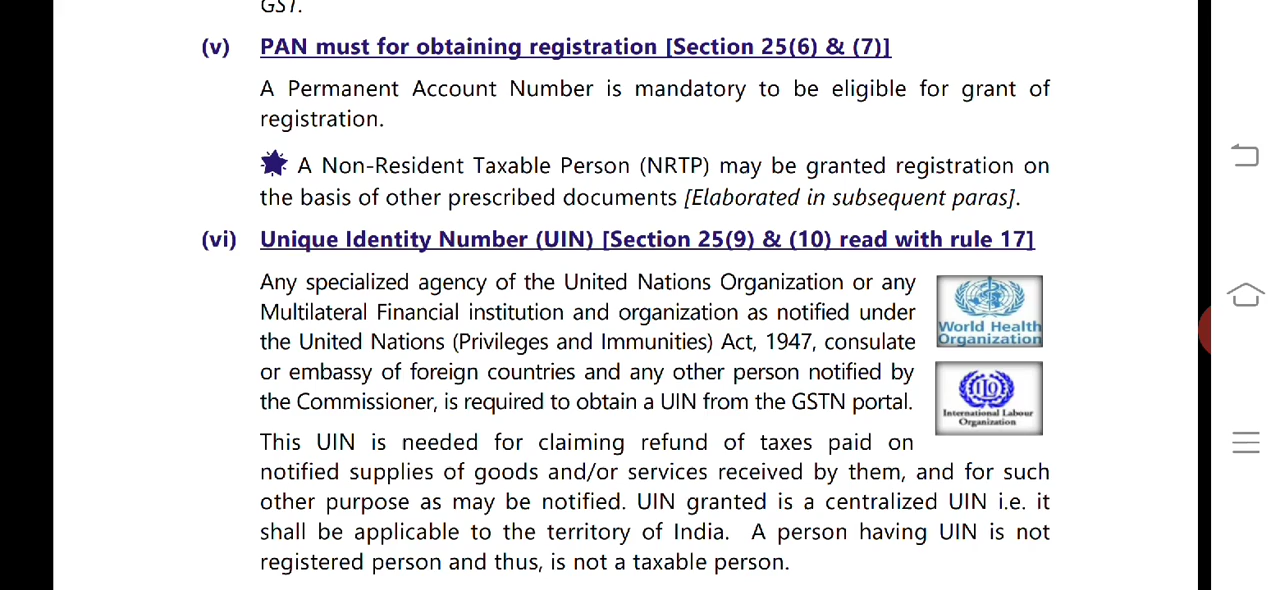 GST.
(v) PAN must for obtaining registration [Section 25(6) & (7)]
A Permanent Account Number is mandatory to be eligible for grant of
registration.
A Non-Resident Taxable Person (NRTP) may be granted registration on
the basis of other prescribed documents [Elaborated in subsequent paras].
(vi) Unique Identity Number (UIN) [Section 25(9) & (10) read with rule 17]
Any specialized agency of the United Nations Organization or any
Multilateral Financial institution and organization as notified under
the United Nations (Privileges and Immunities) Act, 1947, consulate
or embassy of foreign countries and any other person notified by
the Commissioner, is required to obtain a UIN from the GSTN portal.
World Health
Organization
ILO
International Labour
Organization
This UIN is needed for claiming refund of taxes paid on
notified supplies of goods and/or services received by them, and for such
other purpose as may be notified. UIN granted is a centralized UIN i.e. it
shall be applicable to the territory of India. A person having UIN is not
registered person and thus, is not a taxable person.